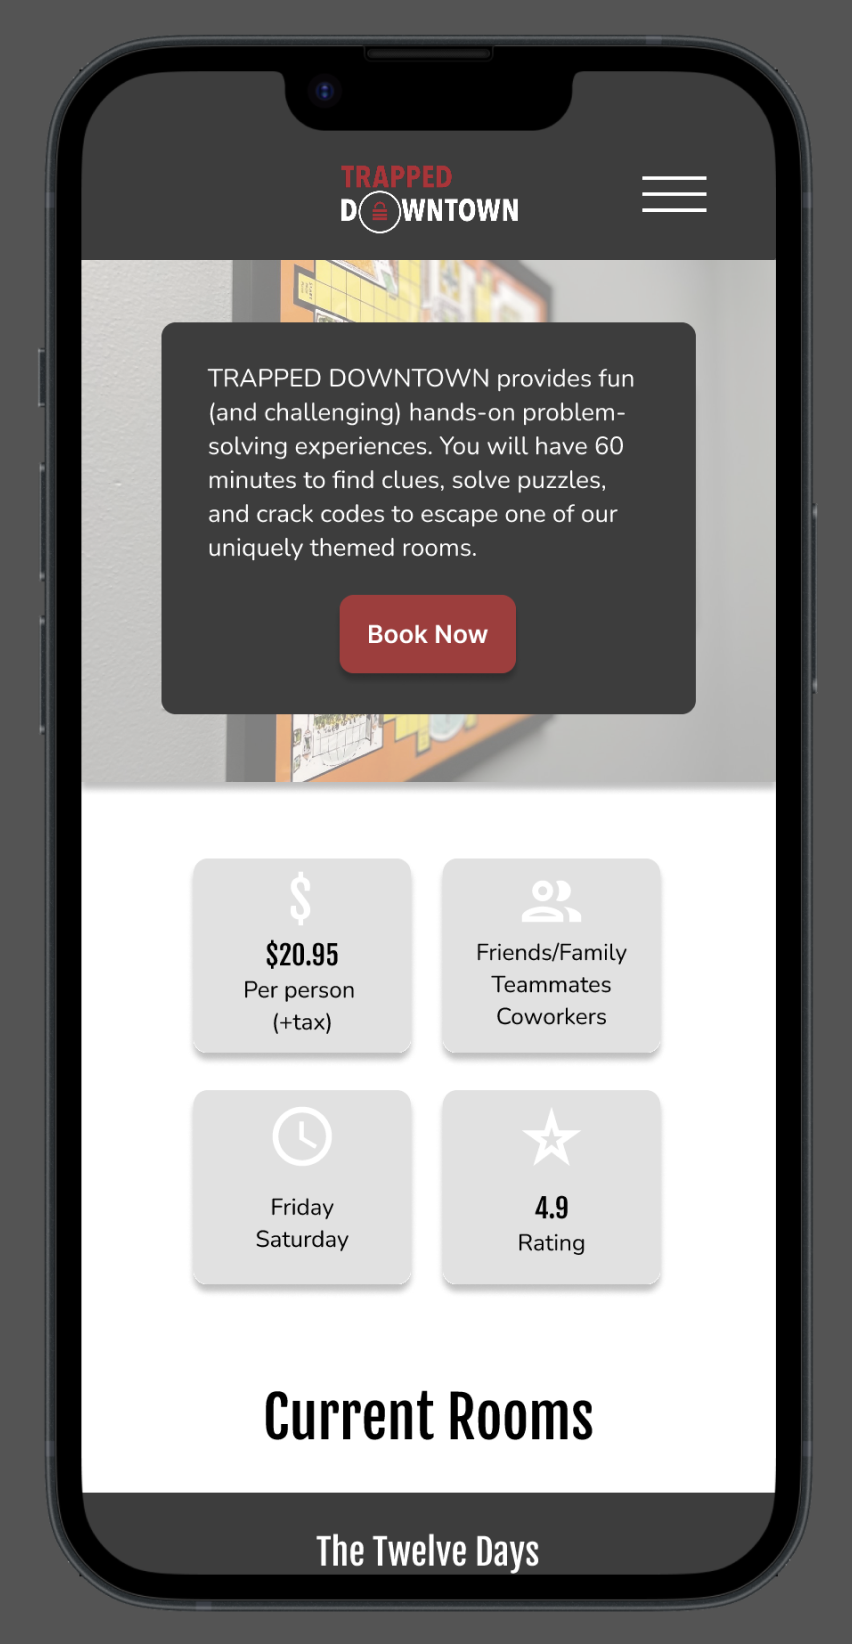 TRAPPED
DOWNTOWN
TRAPPED DOWNTOWN provides fun
(and challenging) hands-on problem-
solving experiences. You will have 60
minutes to find clues, solve puzzles,
and crack codes to escape one of our
uniquely themed rooms.
Book Now
$
$20.95
Per person
(+tax)
Friends/Family
Teammates
Coworkers
Friday
Saturday
4.9
Rating
Current Rooms
The Twelve Days